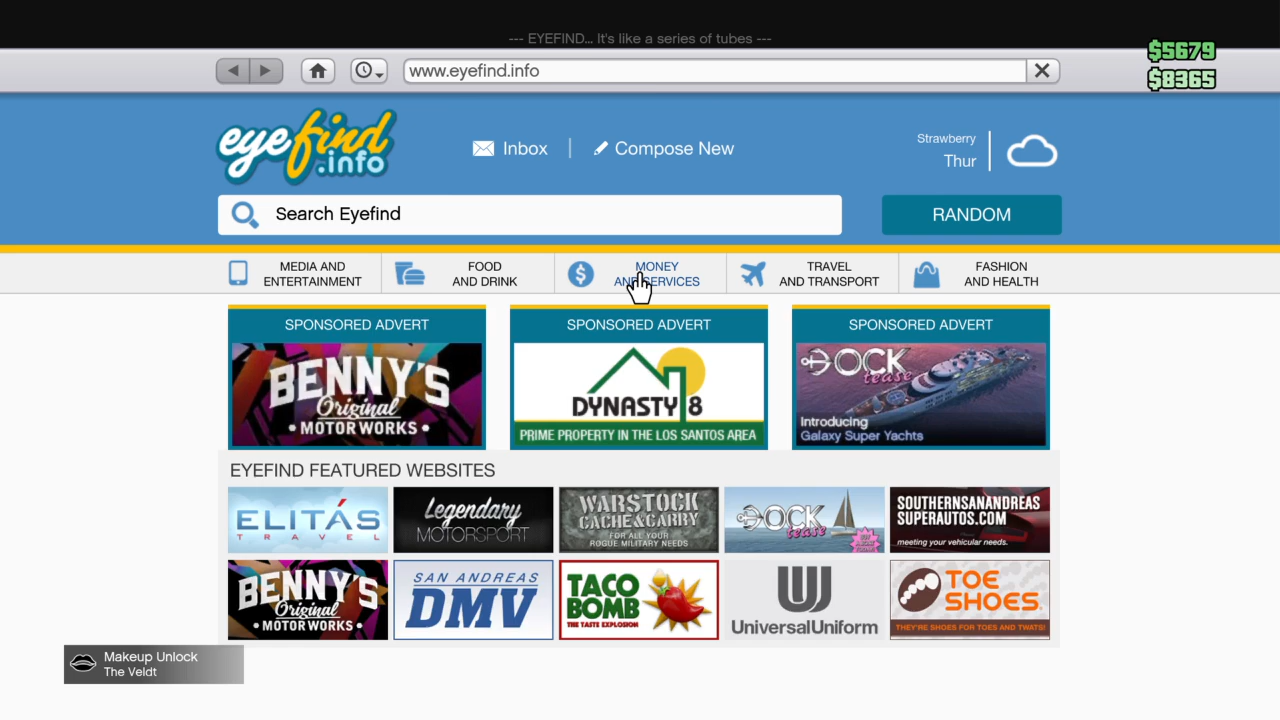 --- EYEFIND... It's like a series of tubes ---
$5679
www.eyefind.info
$8365
eyefind
.info
Inbox
Compose New
Strawberry
Thur
Search Eyefind
RANDOM
MEDIA AND
ENTERTAINMENT
FOOD
AND DRINK
MONEY
AND SERVICES
TRAVEL
AND TRANSPORT
FASHION
AND HEALTH
SPONSORED ADVERT
BENNY'S
Original
• MOTOR WORKS •
SPONSORED ADVERT
DYNASTY 8
PRIME PROPERTY IN THE LOS SANTOS AREA
SPONSORED ADVERT
DOCK
tease
Introducing
Galaxy Super Yachts
EYEFIND FEATURED WEBSITES
ELITÁS
TRAVEL
Legendary
MOTORSPORT
WARSTOCK
CACHE&CARRY
FOR ALL YOUR
ROGUE MILITARY NEEDS
DOCK
tease
SOUTHERNSANANDREAS
SUPERAUTOS.COM
meeting your vehicular needs.
BENNY'S
Original
• MOTOR WORKS •
SAN ANDREAS
DMV
TACO
BOMB
THE TASTE EXPLOSION
U
UniversalUniform
TOE
SHOES
THEY'RE SHOES FOR TOES AND TWATS!
Makeup Unlock
The Veldt